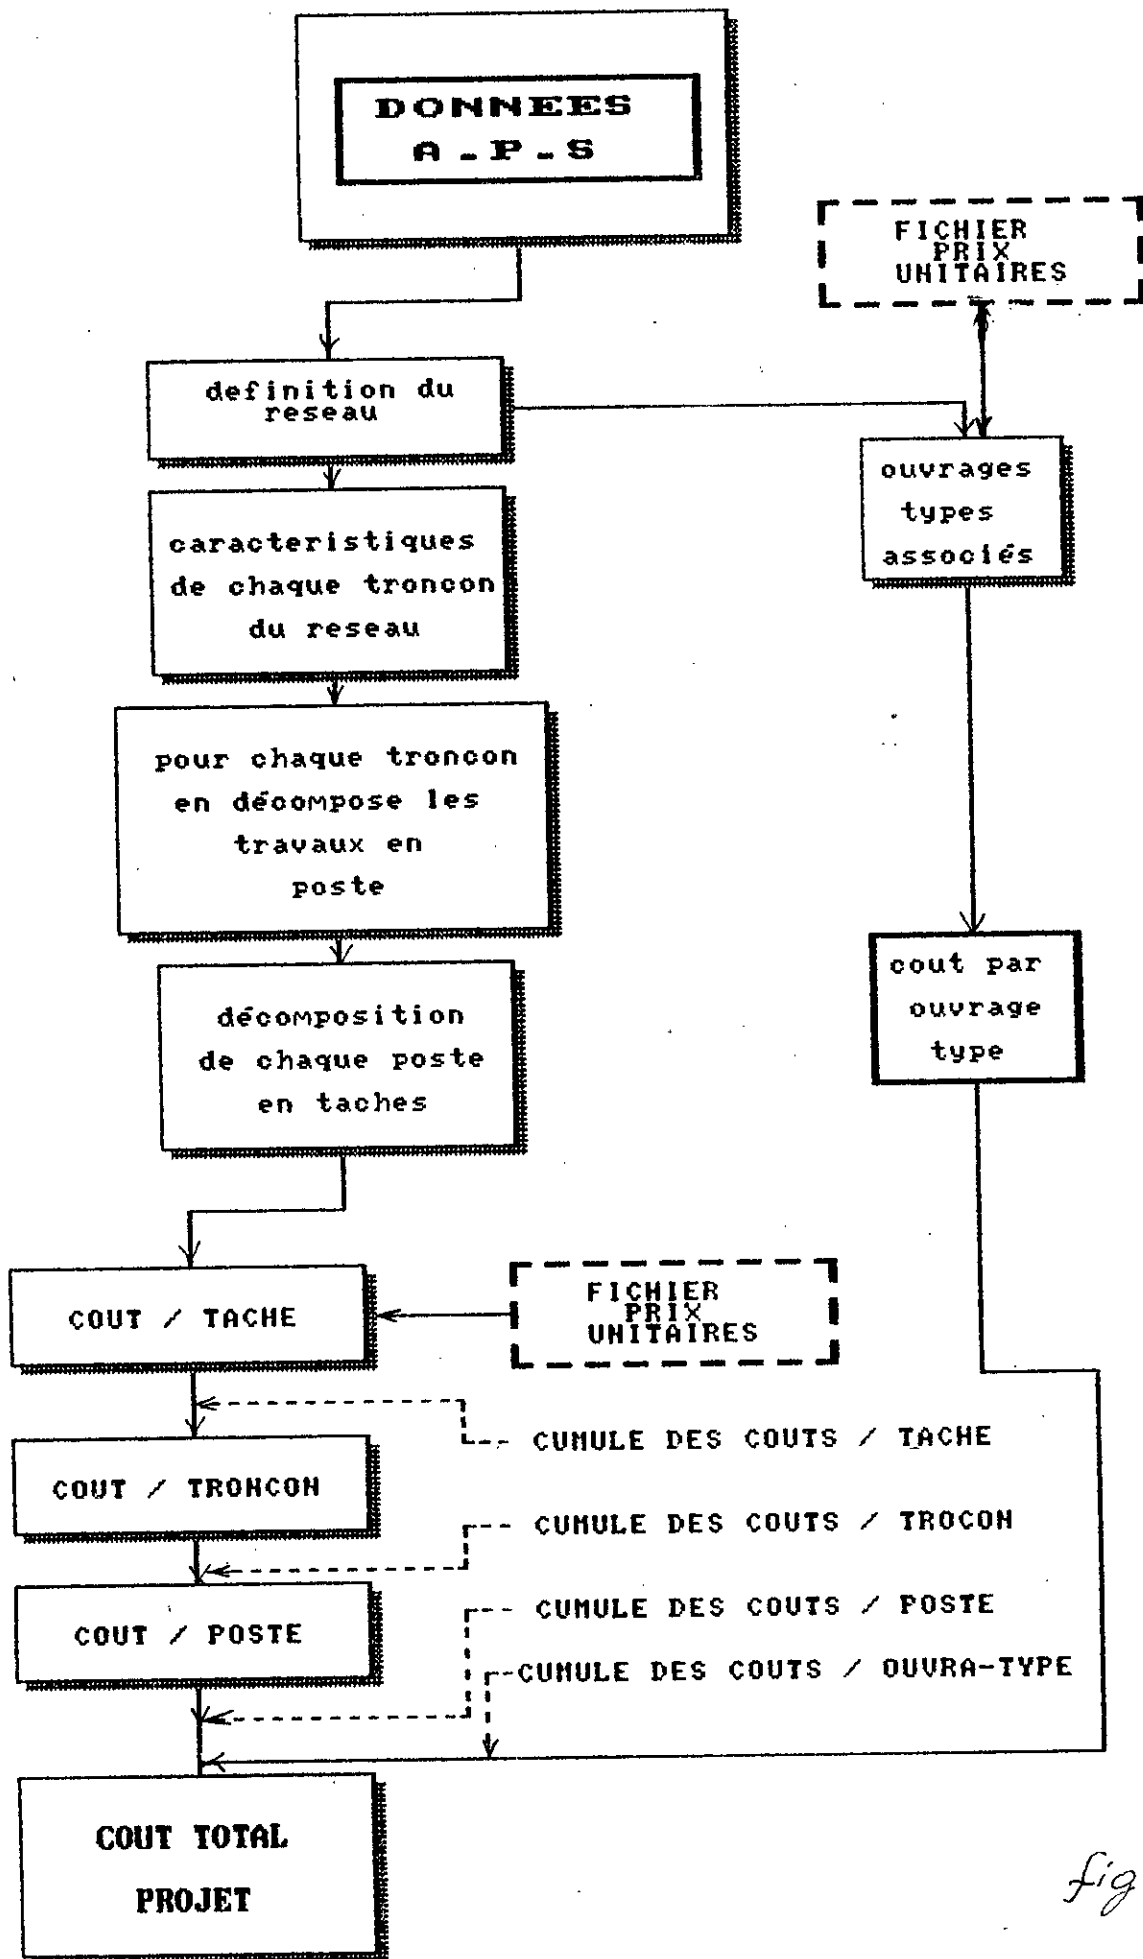 DONNEES
A.P.S
FICHIER
PRIX
UNITAIRES
definition du
reseau
ouvrages
types
associés
caracteristiques
de chaque troncon
du reseau
pour chaque troncon
en décompose les
travaux en
poste
cout par
ouvrage
type
décomposition
de chaque poste
en taches
COUT / TACHE
FICHIER
PRIX
UNITAIRES
CUMULE DES COUTS / TACHE
COUT / TRONCON
CUMULE DES COUTS / TROCON
COUT / POSTE
CUMULE DES COUTS / POSTE
CUMULE DES COUTS / OUVRA-TYPE
COUT TOTAL
PROJET
fig